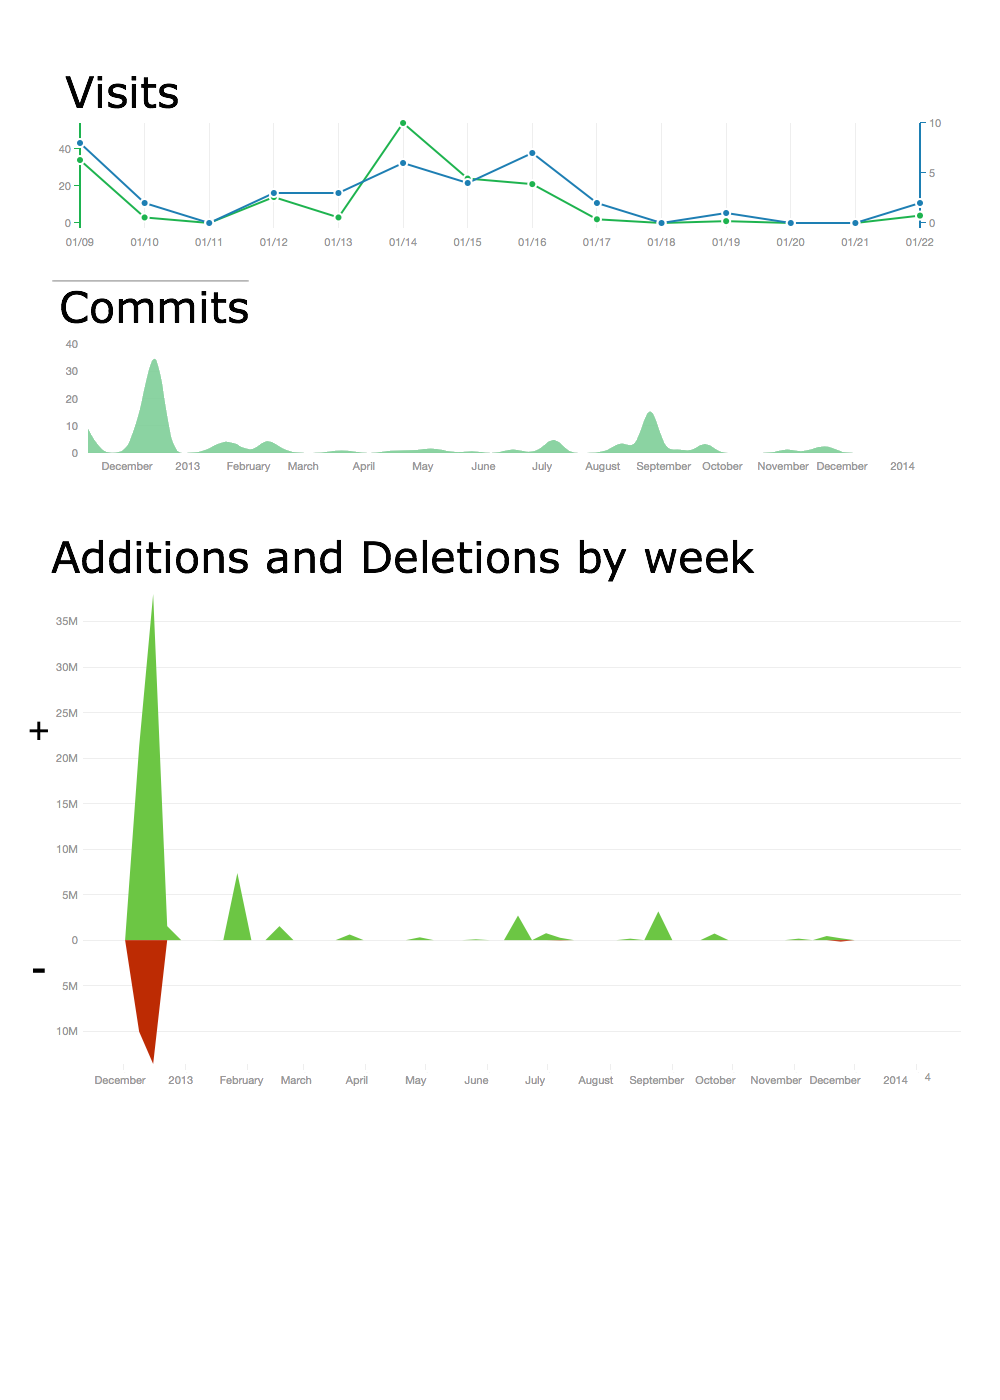 Visits
40
20
0
10
5
0
01/09 01/10 01/11 01/12 01/13 01/14 01/15 01/16 01/17 01/18 01/19 01/20 01/21 01/22
Commits
40
30
20
10
0
December 2013 February March April May June July August September October November December 2014
Additions and Deletions by week
35M
30M
25M
+
20M
15M
10M
5M
0
-
5M
10M
December 2013 February March April May June July August September October November December 2014 4